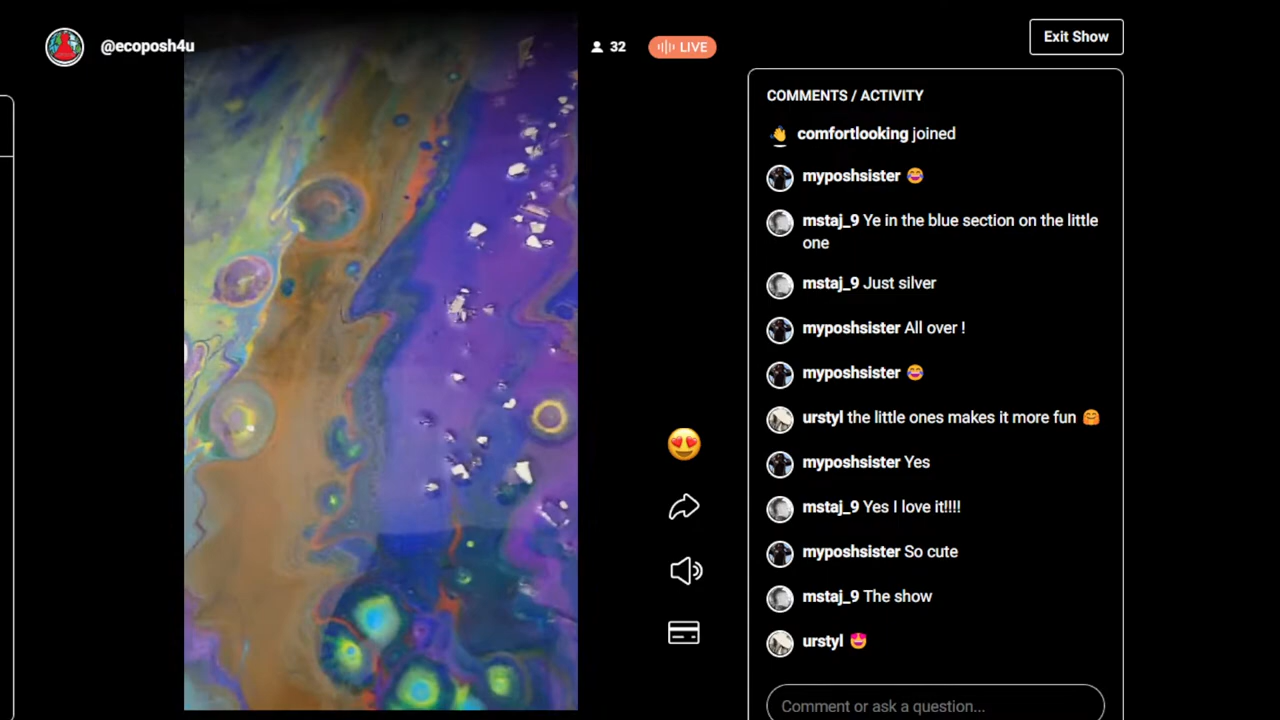 @ecoposh4u
32
LIVE
Exit Show
COMMENTS / ACTIVITY
comfortlooking joined
myposhsister 😂
mstaj_9 Ye in the blue section on the little
one
mstaj_9 Just silver
myposhsister All over !
myposhsister 😂
urstyl the little ones makes it more fun 🤗
myposhsister Yes
mstaj_9 Yes I love it!!!!
myposhsister So cute
mstaj_9 The show
urstyl 🤩
Comment or ask a question...